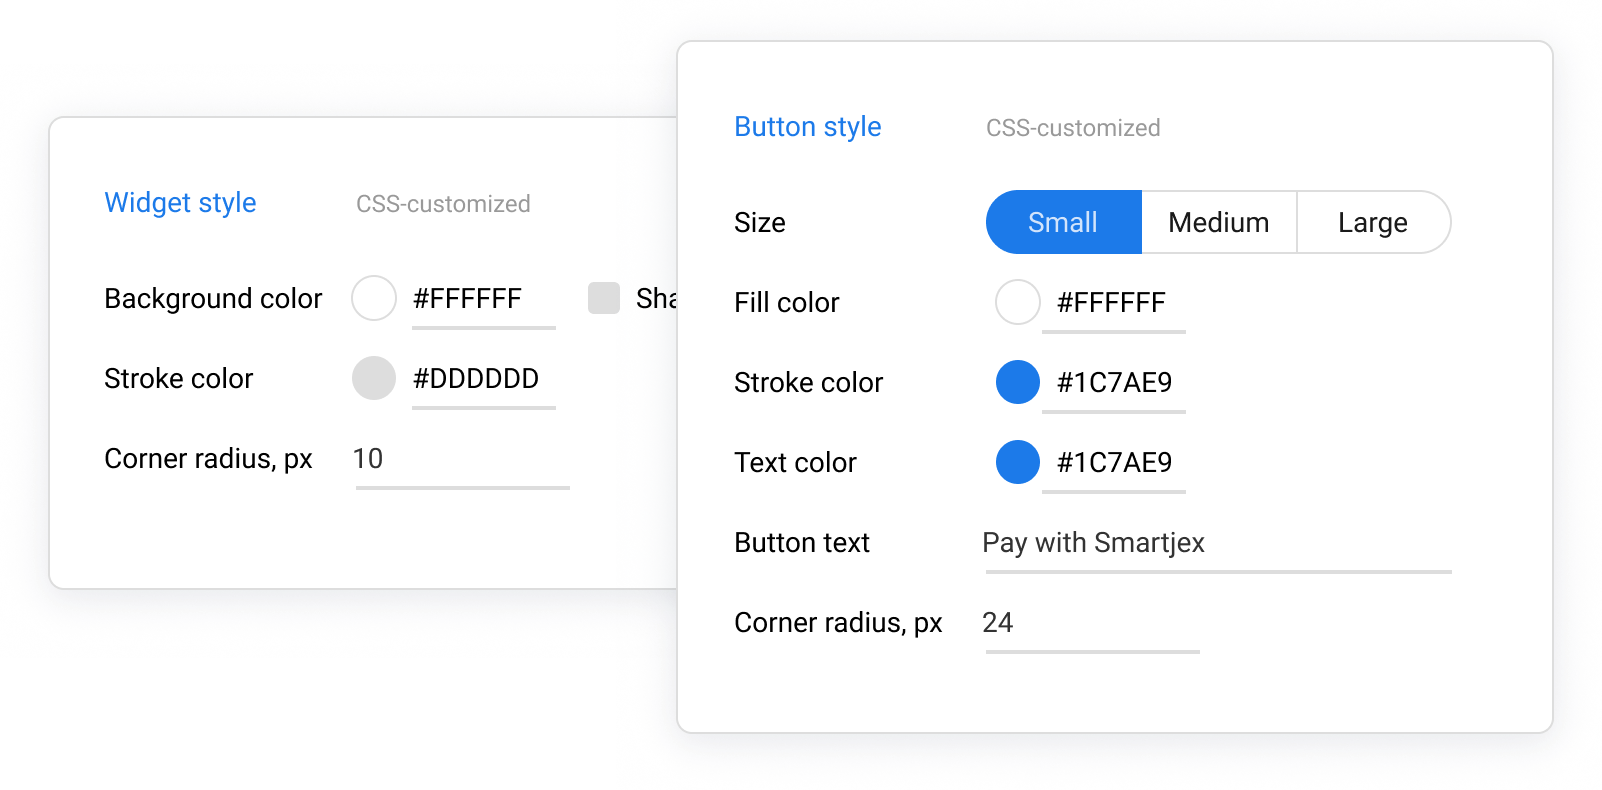 Widget style CSS-customized
Background color #FFFFFF
Stroke color #DDDDDD
Corner radius, px 10
Button style CSS-customized
Size Small Medium Large
Fill color #FFFFFF
Stroke color #1C7AE9
Text color #1C7AE9
Button text Pay with Smartjex
Corner radius, px 24